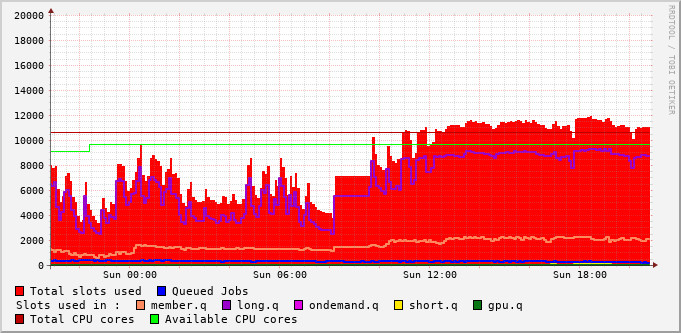 RRDTOOL / TOBI OETIKER
20000
18000
16000
14000
12000
10000
8000
6000
4000
2000
0
Sun 00:00 Sun 06:00 Sun 12:00 Sun 18:00
Total slots used Queued Jobs
Slots used in : member.q long.q ondemand.q short.q gpu.q
Total CPU cores Available CPU cores